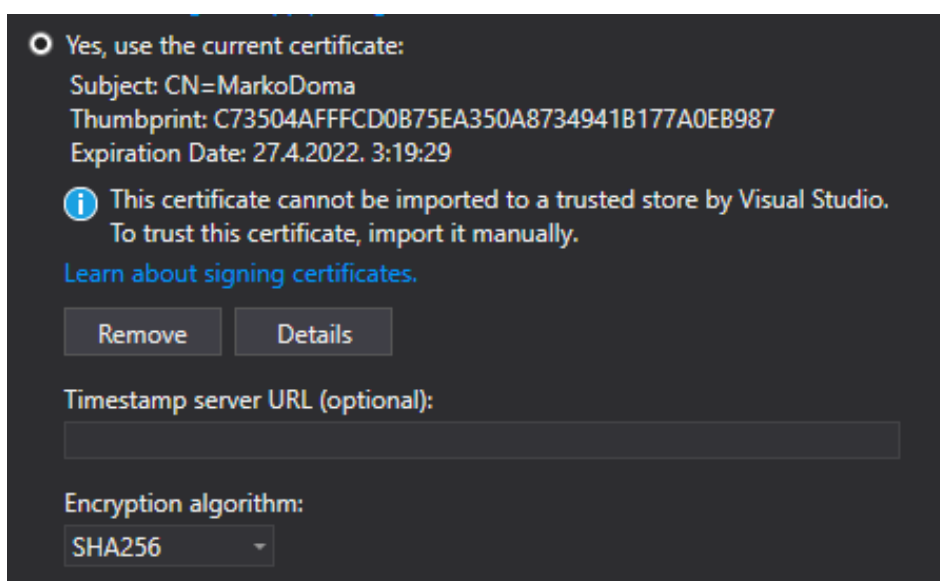 Yes, use the current certificate:
Subject: CN=MarkoDoma
Thumbprint: C73504AFFFCD0B75EA350A8734941B177A0EB987
Expiration Date: 27.4.2022. 3:19:29
This certificate cannot be imported to a trusted store by Visual Studio.
To trust this certificate, import it manually.
Learn about signing certificates.
Remove Details
Timestamp server URL (optional):
Encryption algorithm:
SHA256